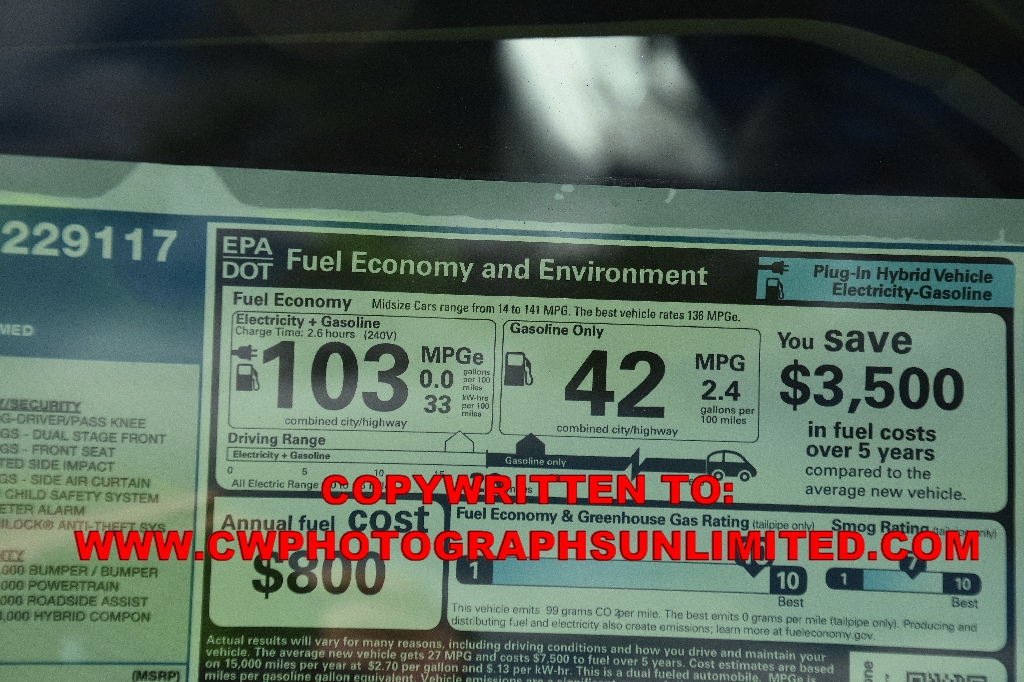 229117
MED
Y/SECURITY
G-DRIVER/PASS KNEE
GS - DUAL STAGE FRONT
GS - FRONT SEAT
TED SIDE IMPACT
GS - SIDE AIR CURTAIN
CHILD SAFETY SYSTEM
ETER ALARM
ILOCK® ANTI-THEFT SYS
TY
,000 BUMPER / BUMPER
000 POWERTRAIN
000 ROADSIDE ASSIST
0,000 HYBRID COMPON
(MSRP)
EPA
DOT
Fuel Economy and Environment
Plug-In Hybrid Vehicle
Electricity-Gasoline
Fuel Economy
Midsize Cars range from 14 to 141 MPG. The best vehicle rates 136 MPGe.
Electricity + Gasoline
Charge Time: 2.6 hours (240V)
103
MPGe
0.0
gallons
per 100
miles
33
kW-hrs
per 100
miles
combined city/highway
Gasoline Only
42
MPG
2.4
gallons per
100 miles
combined city/highway
You save
$3,500
in fuel costs
over 5 years
compared to the
average new vehicle.
Driving Range
Electricity + Gasoline
Gasoline only
0 5 10 15
All Electric Range
COPYWRITTEN TO:
WWW.CWPHOTOGRAPHSUNLIMITED.COM
Annual fuel cost
$800
Fuel Economy & Greenhouse Gas Rating (tailpipe only)
1
10
Best
Smog Rating (tailpipe only)
1
7
10
Best
This vehicle emits 99 grams CO2 per mile. The best emits 0 grams per mile (tailpipe only). Producing and
distributing fuel and electricity also create emissions; learn more at fueleconomy.gov.
Actual results will vary for many reasons, including driving conditions and how you drive and maintain your
vehicle. The average new vehicle gets 27 MPG and costs $7,500 to fuel over 5 years. Cost estimates are based
on 15,000 miles per year at $2.70 per gallon and $.13 per kW-hr. This is a dual fueled automobile. MPGe is
miles per gasoline gallon equivalent. Vehicle emissions are a